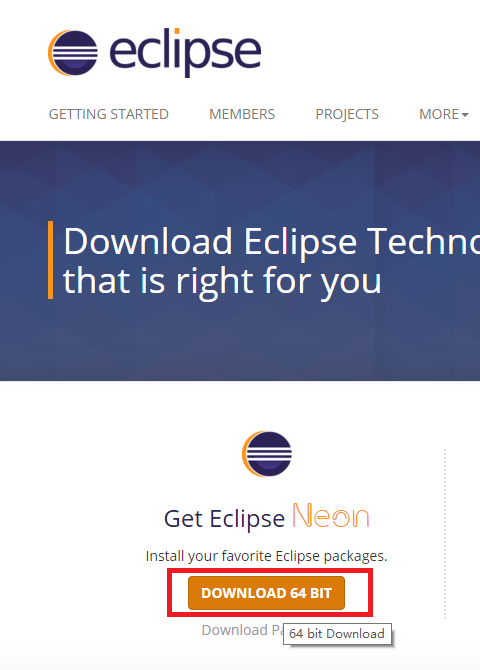 eclipse
GETTING STARTED MEMBERS PROJECTS MORE
Download Eclipse Techno
that is right for you
Get Eclipse Neon
Install your favorite Eclipse packages.
DOWNLOAD 64 BIT
Download Pa
64 bit Download